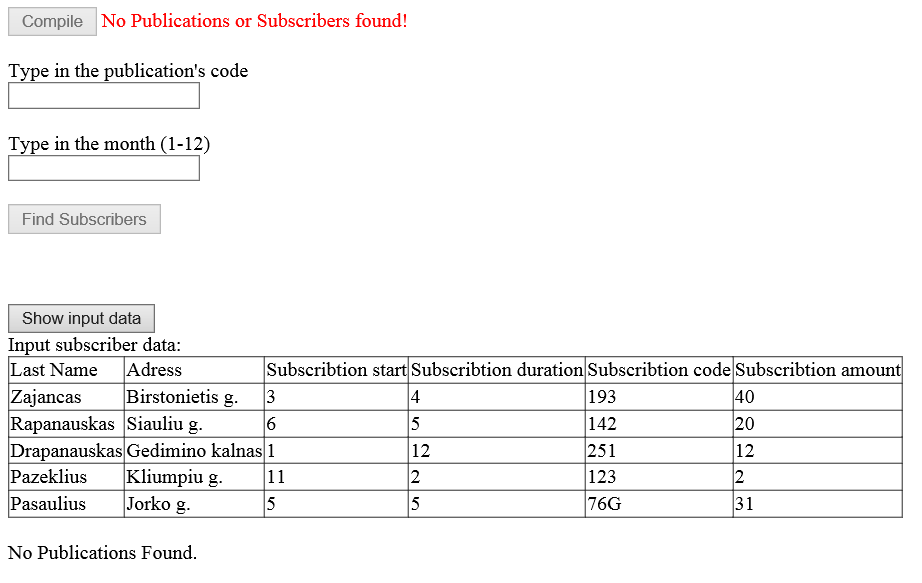 Compile No Publications or Subscribers found!
Type in the publication's code
Type in the month (1-12)
Find Subscribers
Show input data
Input subscriber data:
Last Name Adress Subscribtion start Subscribtion duration Subscribtion code Subscribtion amount
Zajancas Birstonietis g. 3 4 193 40
Rapanauskas Siauliu g. 6 5 142 20
Drapanauskas Gedimino kalnas 1 12 251 12
Pazeklius Kliumpiu g. 11 2 123 2
Pasaulius Jorko g. 5 5 76G 31
No Publications Found.